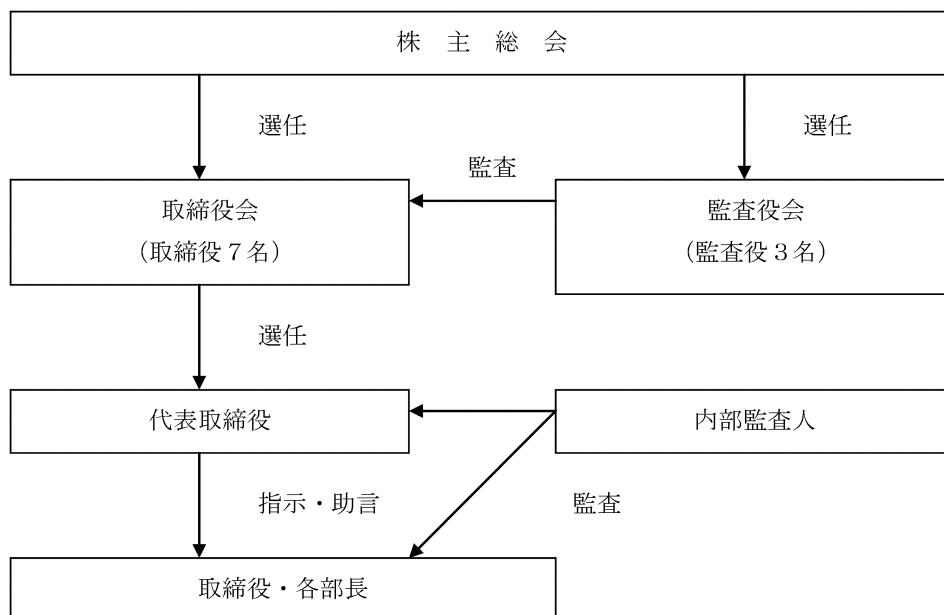 株　主　総　会
選任
選任
監査
取締役会
（取締役７名）
監査役会
（監査役３名）
選任
代表取締役
内部監査人
指示・助言
監査
取締役・各部長